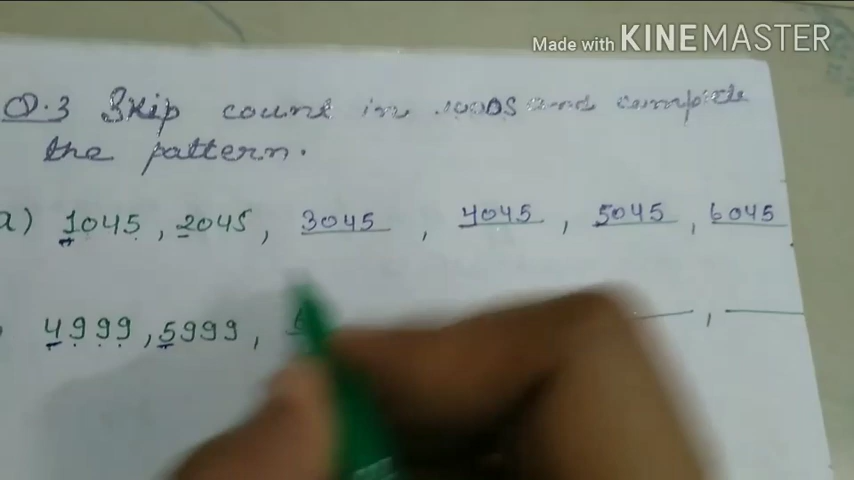 Made with KINEMASTER
Q.3 Skip count in 1000s and complete
the pattern.
a) 1045, 2045, 3045, 4045, 5045, 6045
4999, 5999,